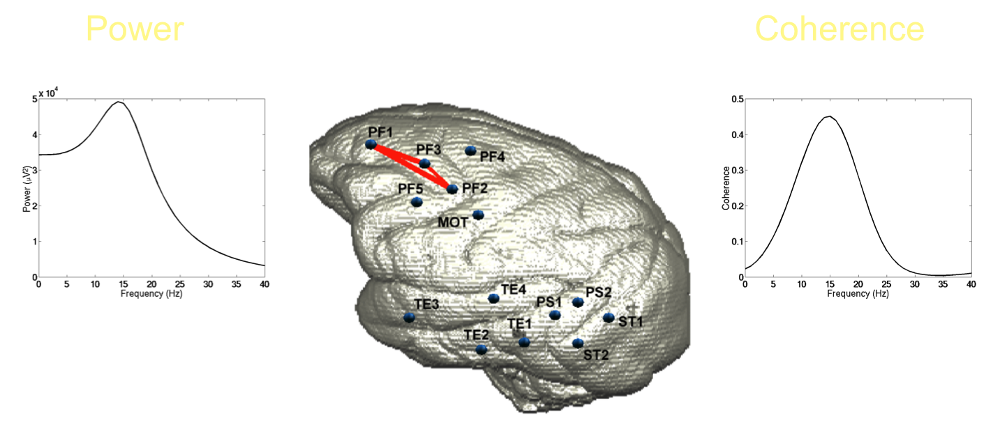 Power
Coherence
5 x 10⁴
4
3
2
1
0
0 5 10 15 20 25 30 35 40
Power (μV²)
Frequency (Hz)
PF1
PF3
PF4
PF5
PF2
MOT
TE4
PS2
PS1
TE3
ST1
TE1
TE2
ST2
0.5
0.4
0.3
0.2
0.1
0
0 5 10 15 20 25 30 35 40
Coherence
Frequency (Hz)